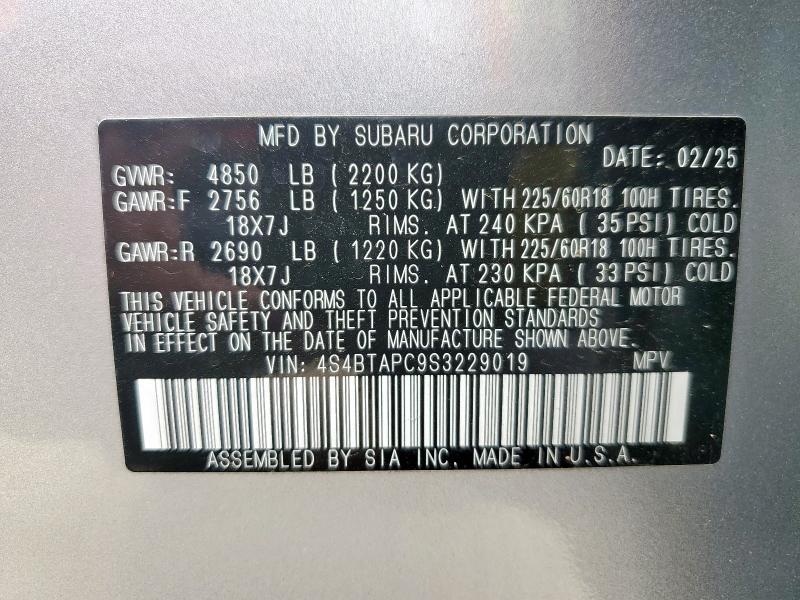 MFD BY SUBARU CORPORATION
DATE: 02/25
GVWR: 4850 LB ( 2200 KG)
GAWR:F 2756 LB ( 1250 KG) WITH 225/60R18 100H TIRES.
18X7J RIMS. AT 240 KPA ( 35 PSI) COLD
GAWR:R 2690 LB ( 1220 KG) WITH 225/60R18 100H TIRES.
18X7J RIMS. AT 230 KPA ( 33 PSI) COLD
THIS VEHICLE CONFORMS TO ALL APPLICABLE FEDERAL MOTOR
VEHICLE SAFETY AND THEFT PREVENTION STANDARDS
IN EFFECT ON THE DATE OF MANUFACTURE SHOWN ABOVE.
VIN: 4S4BTAPC9S3229019 MPV
ASSEMBLED BY SIA INC. MADE IN U.S.A.